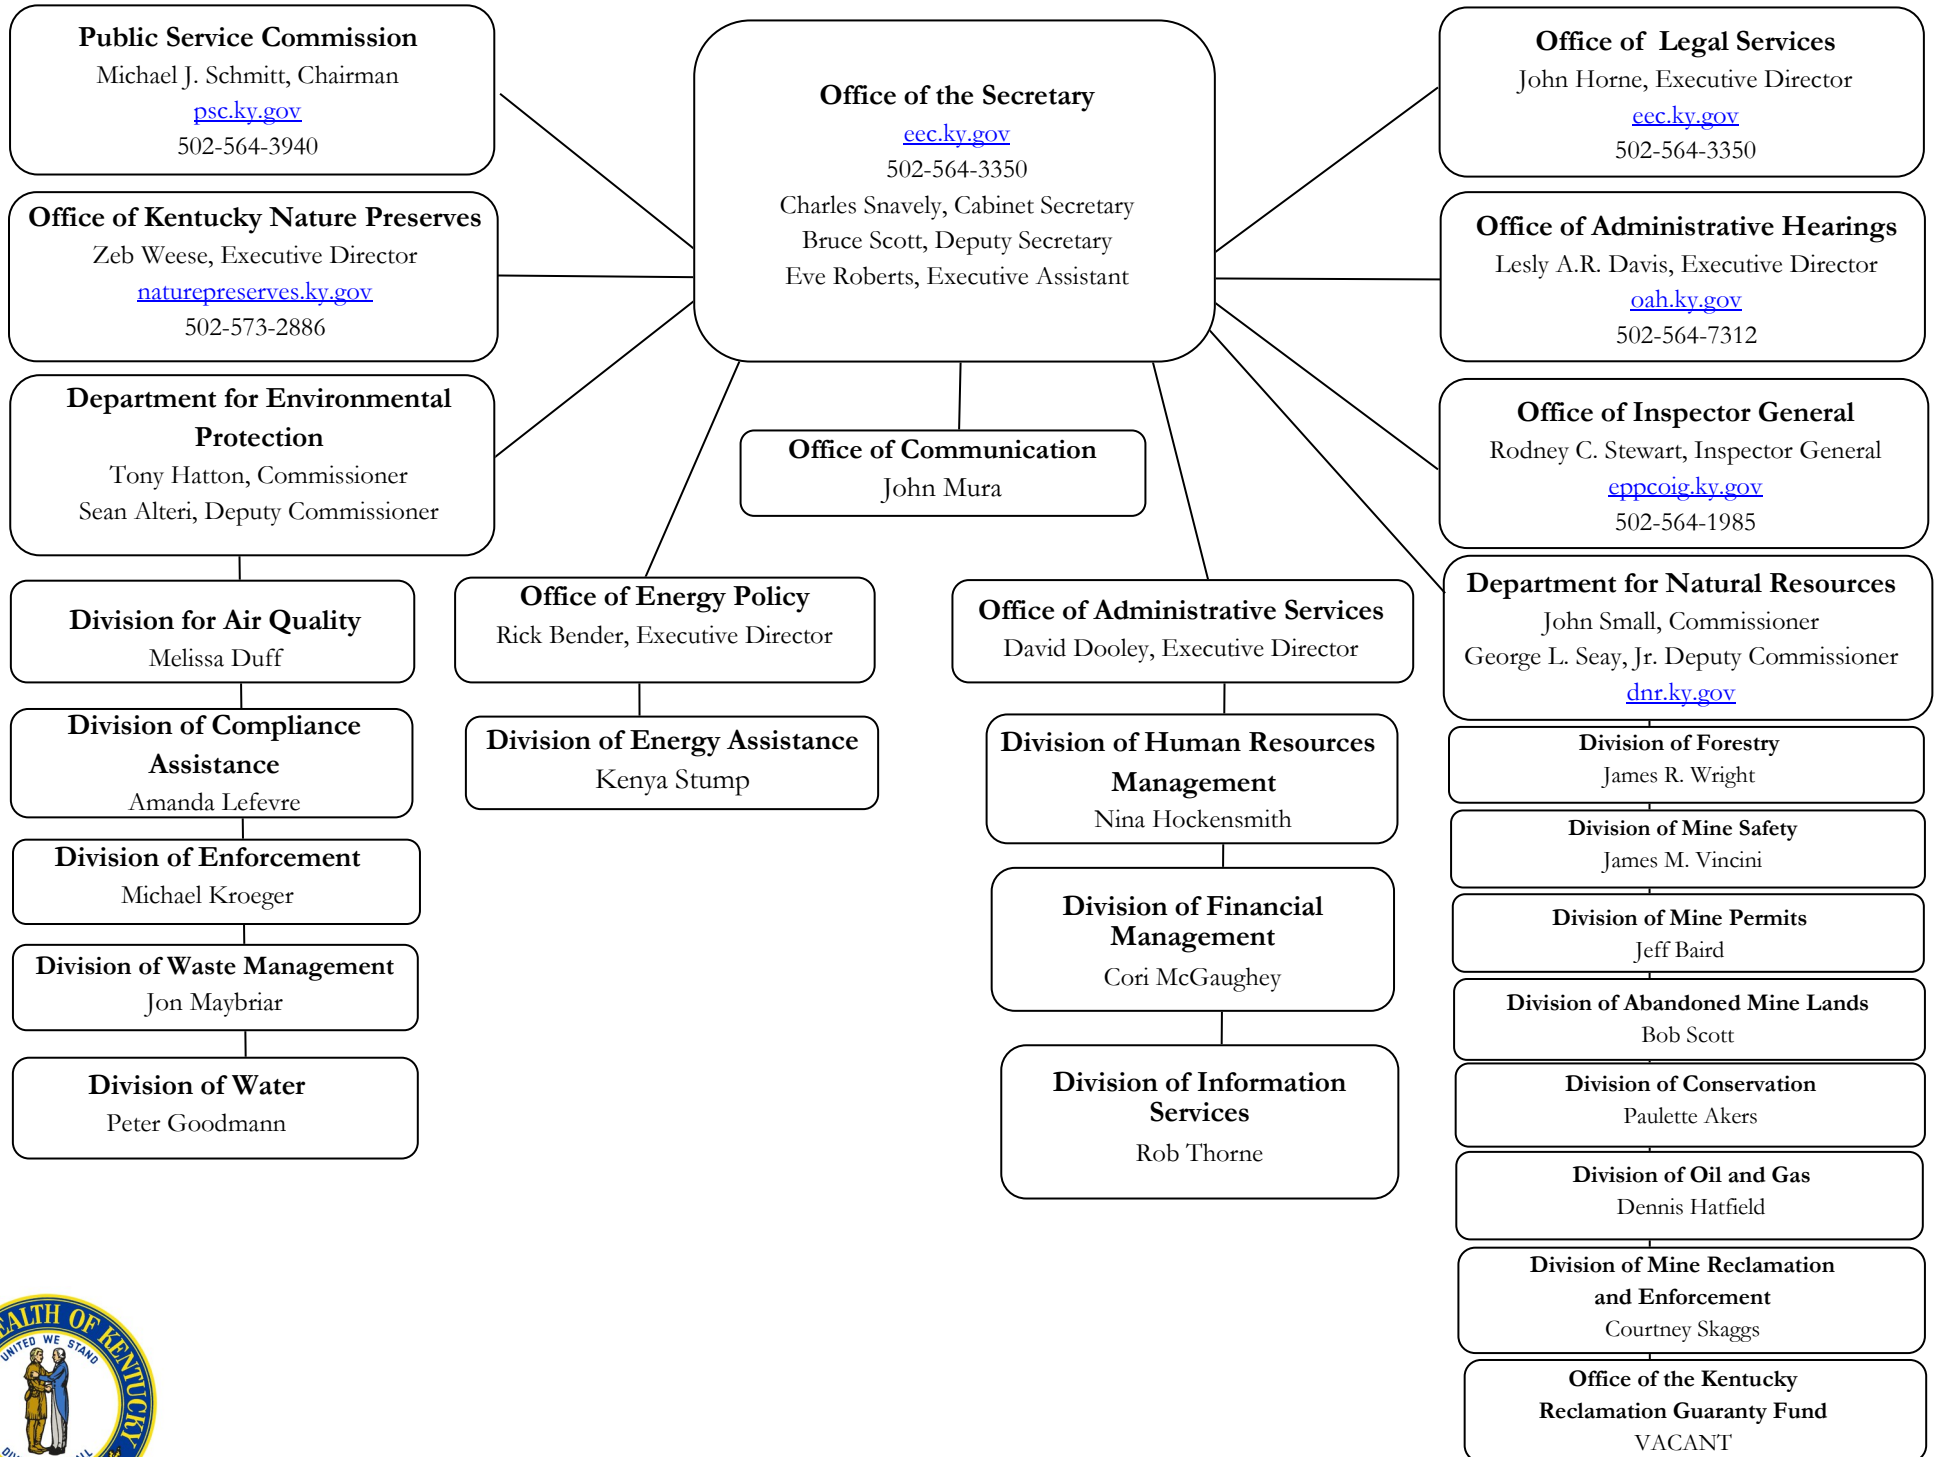 Public Service Commission
Michael J. Schmitt, Chairman
psc.ky.gov
502-564-3940
Office of the Secretary
eec.ky.gov
502-564-3350
Charles Snavely, Cabinet Secretary
Bruce Scott, Deputy Secretary
Eve Roberts, Executive Assistant
Office of Legal Services
John Horne, Executive Director
eec.ky.gov
502-564-3350
Office of Kentucky Nature Preserves
Zeb Weese, Executive Director
naturepreserves.ky.gov
502-573-2886
Office of Administrative Hearings
Lesly A.R. Davis, Executive Director
oah.ky.gov
502-564-7312
Department for Environmental
Protection
Tony Hatton, Commissioner
Sean Alteri, Deputy Commissioner
Office of Communication
John Mura
Office of Inspector General
Rodney C. Stewart, Inspector General
eppcoig.ky.gov
502-564-1985
Division for Air Quality
Melissa Duff
Division of Compliance
Assistance
Amanda Lefevre
Division of Enforcement
Michael Kroeger
Division of Waste Management
Jon Maybriar
Division of Water
Peter Goodmann
Office of Energy Policy
Rick Bender, Executive Director
Division of Energy Assistance
Kenya Stump
Office of Administrative Services
David Dooley, Executive Director
Division of Human Resources
Management
Nina Hockensmith
Division of Financial
Management
Cori McGaughey
Division of Information
Services
Rob Thorne
Department for Natural Resources
John Small, Commissioner
George L. Seay, Jr. Deputy Commissioner
dnr.ky.gov
Division of Forestry
James R. Wright
Division of Mine Safety
James M. Vincini
Division of Mine Permits
Jeff Baird
Division of Abandoned Mine Lands
Bob Scott
Division of Conservation
Paulette Akers
Division of Oil and Gas
Dennis Hatfield
Division of Mine Reclamation
and Enforcement
Courtney Skaggs
Office of the Kentucky
Reclamation Guaranty Fund
VACANT
OF KENTUCKY
UNITED WE STAND